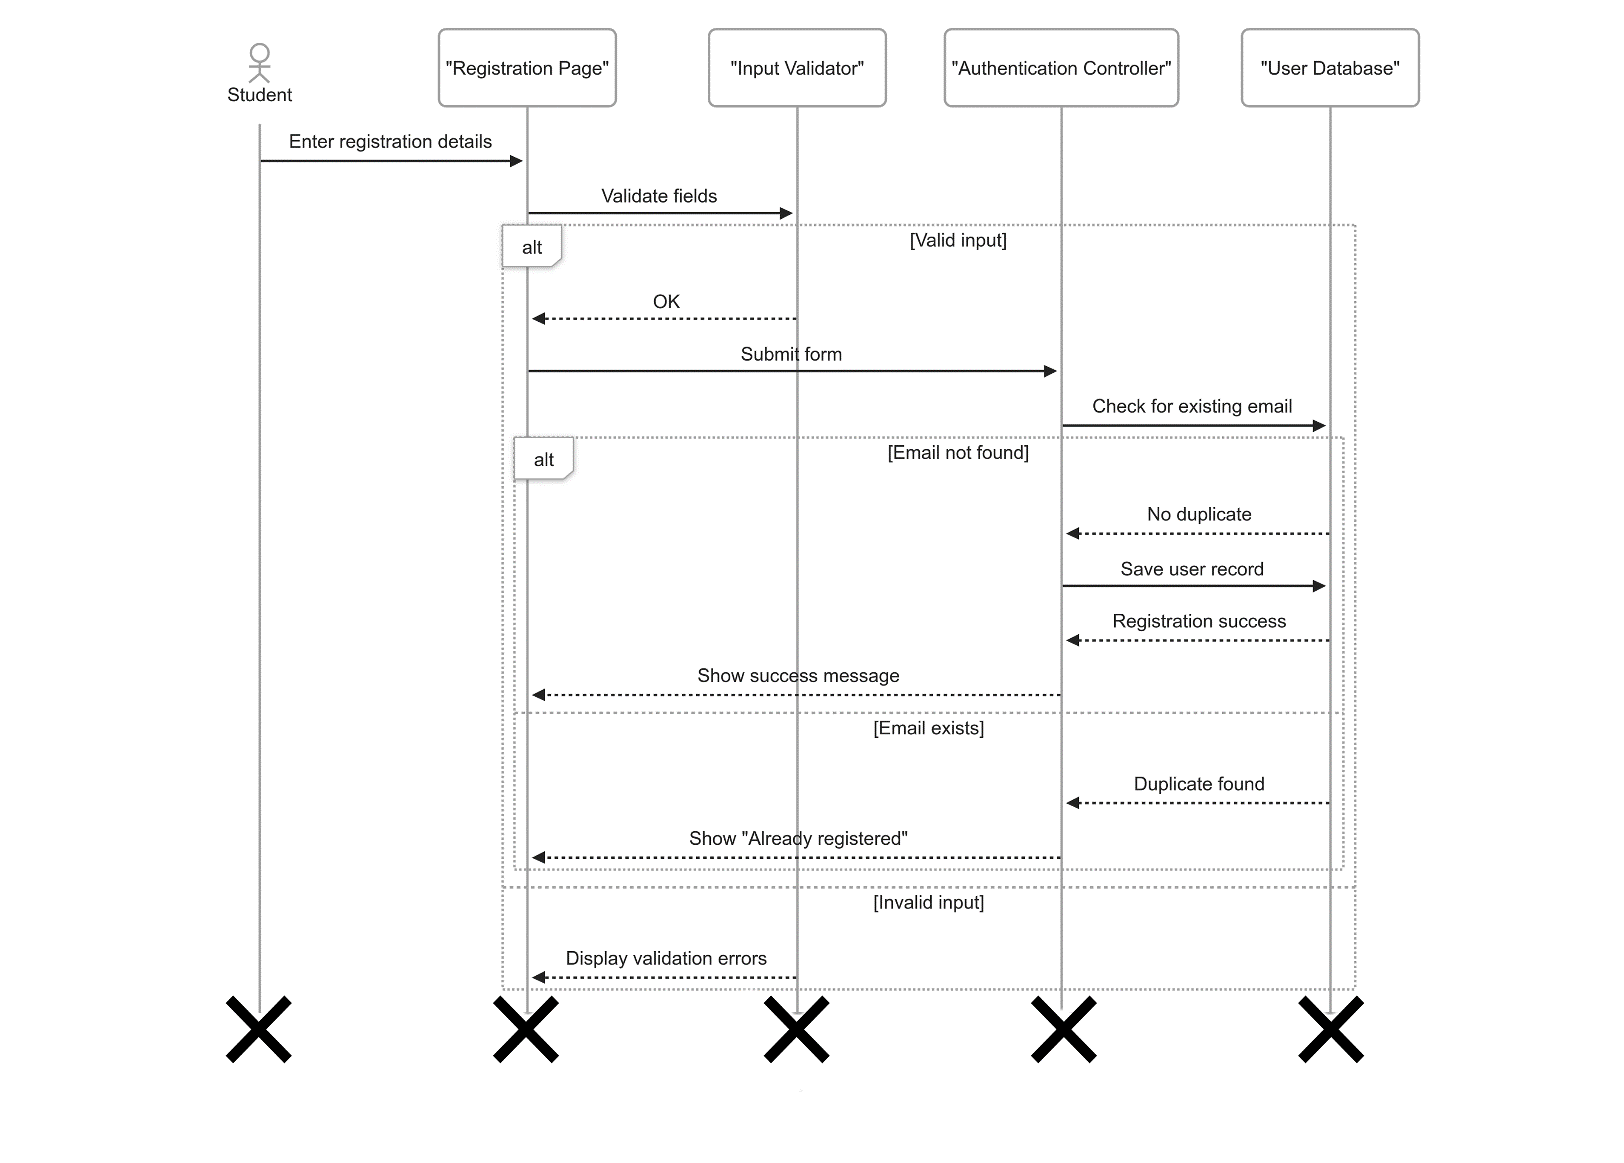 Student
"Registration Page"
"Input Validator"
"Authentication Controller"
"User Database"
Enter registration details
Validate fields
alt
[Valid input]
OK
Submit form
Check for existing email
alt
[Email not found]
No duplicate
Save user record
Registration success
Show success message
[Email exists]
Duplicate found
Show "Already registered"
[Invalid input]
Display validation errors